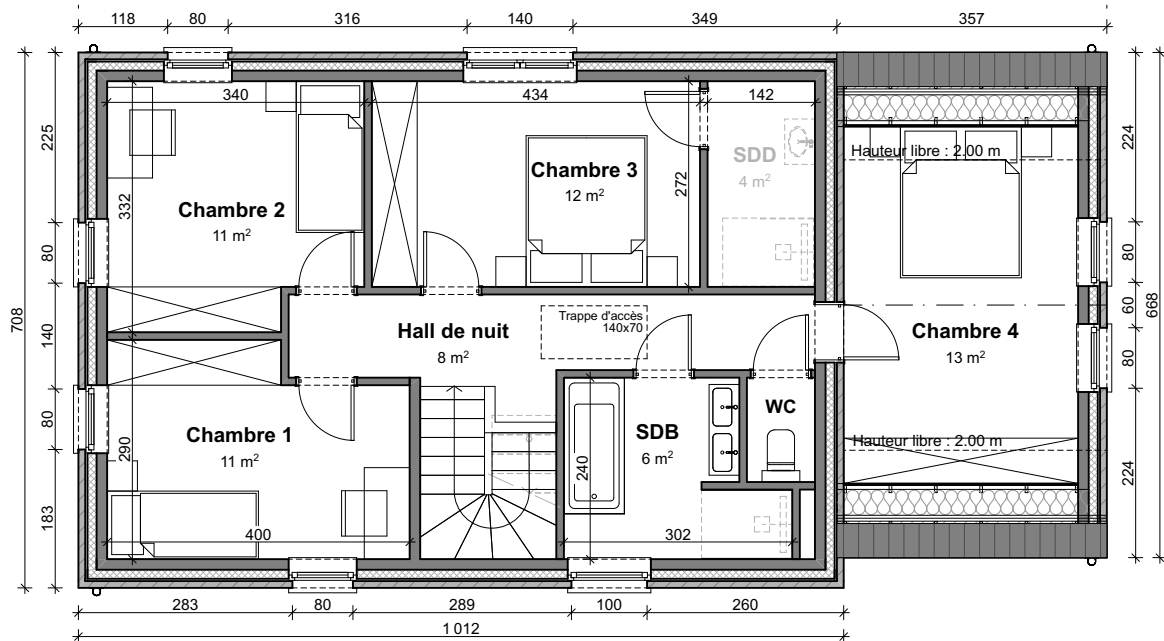 118 80 316 140 349 357
340 434 142
225
80
140
80
183
708
332
290
272
Chambre 2
11 m²
Chambre 3
12 m²
SDD
4 m²
Hauteur libre : 2.00 m
224
80
60
80
224
668
Hall de nuit
8 m²
Trappe d'accès
140x70
Chambre 4
13 m²
Chambre 1
11 m²
SDB
6 m²
WC
Hauteur libre : 2.00 m
240
400
302
283 80 289 100 260
1 012